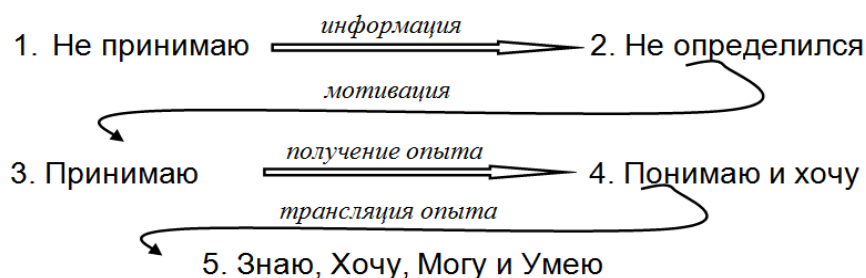 информация
1. Не принимаю 2. Не определился
мотивация
3. Принимаю получение опыта 4. Понимаю и хочу
трансляция опыта
5. Знаю, Хочу, Могу и Умею